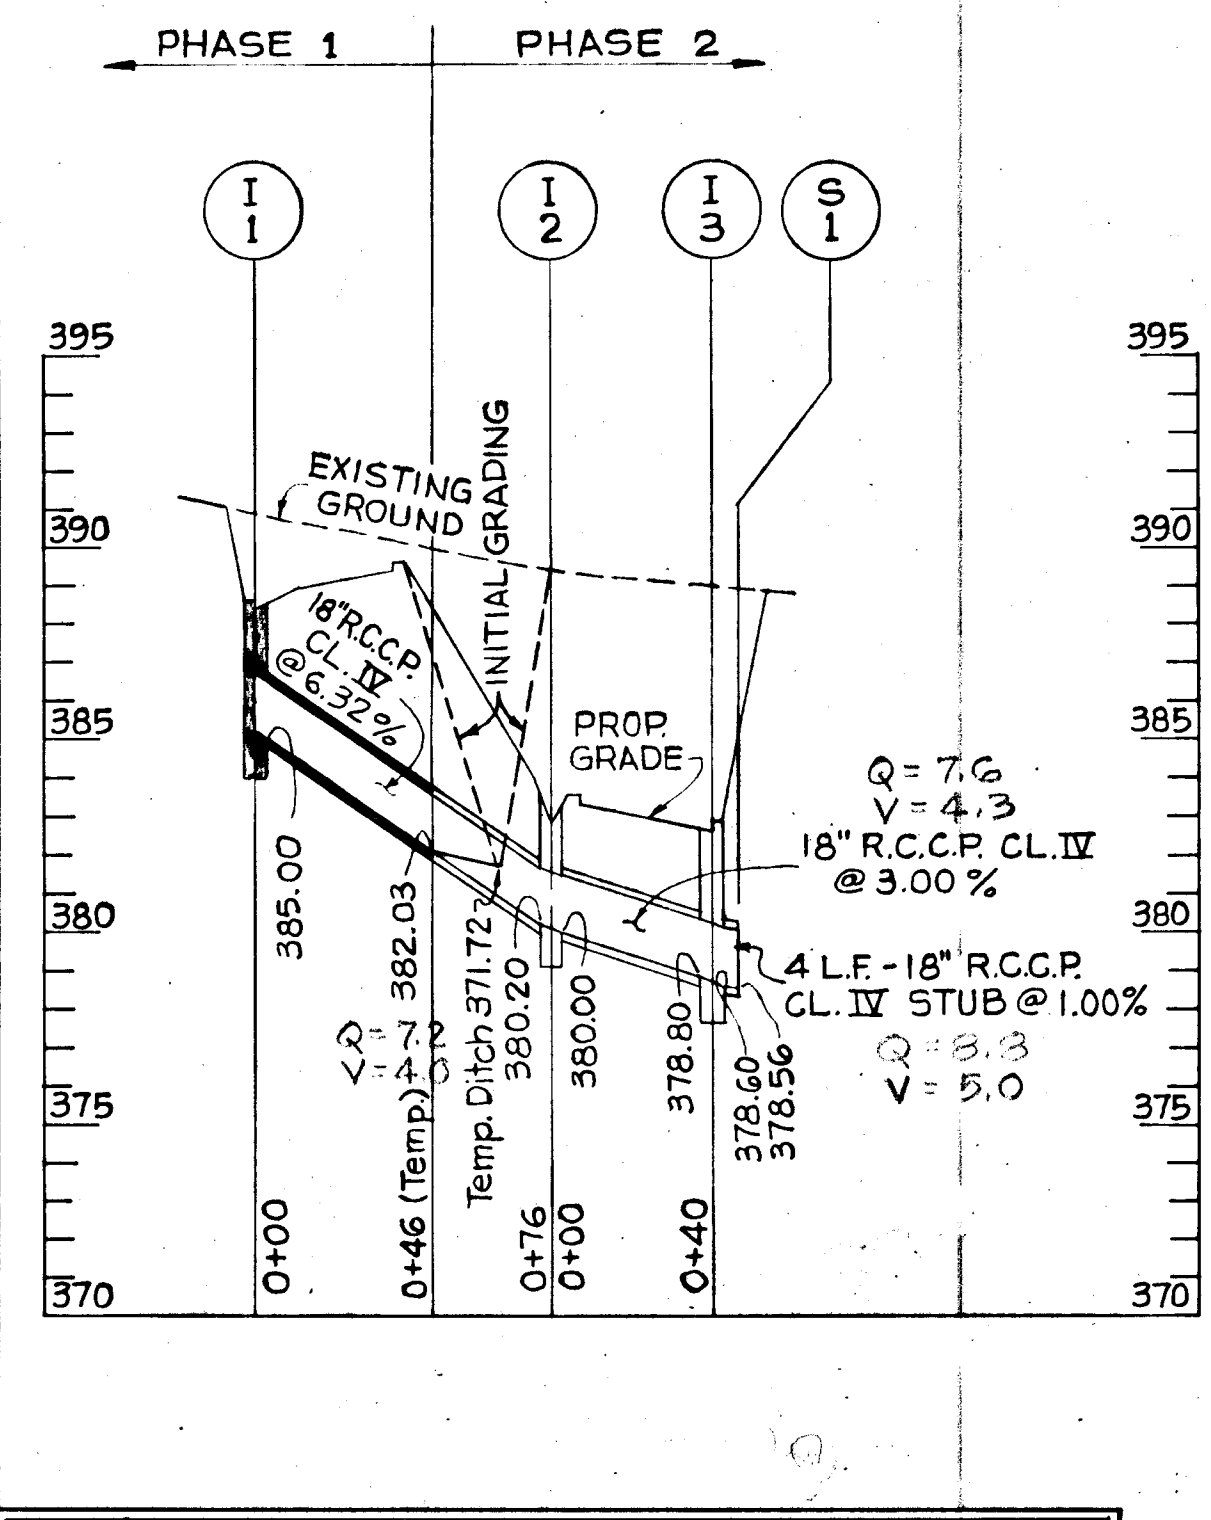 PHASE 1
PHASE 2
I
1
I
2
I
3
S
1
395
395
EXISTING
GROUND
INITIAL GRADING
390
390
18" R.C.C.P.
CL. IV
@ 6.32%
385
385
PROP.
GRADE
Q = 7.6
V = 4.3
18" R.C.C.P. CL. IV
@ 3.00%
385.00
382.03
Temp. Ditch 371.72
380.20
380.00
378.80
378.60
378.56
380
380
4 L.F. - 18" R.C.C.P.
CL. IV STUB @ 1.00%
Q = 7.2
V = 4.0
Q = 8.8
V = 5.0
375
375
0+00
0+46 (Temp.)
0+76
0+00
0+40
370
370